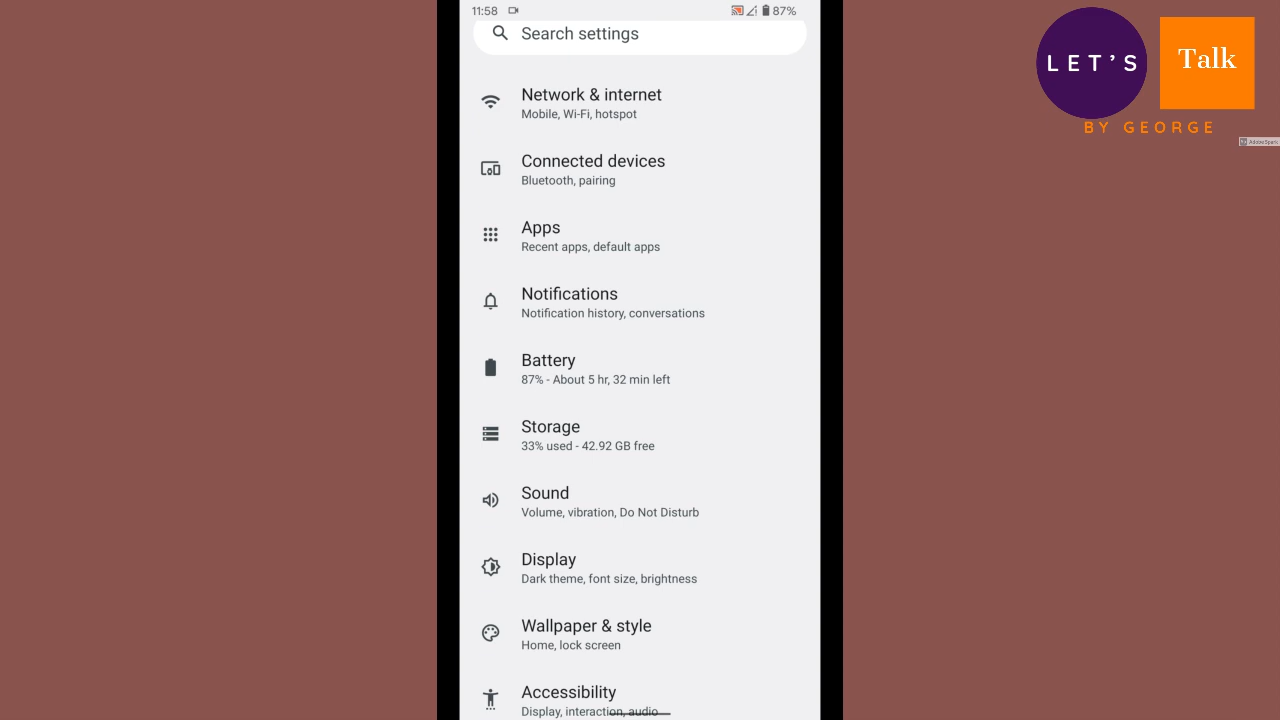 11:58
87%
Search settings
Network & internet
Mobile, Wi-Fi, hotspot
Connected devices
Bluetooth, pairing
Apps
Recent apps, default apps
Notifications
Notification history, conversations
Battery
87% - About 5 hr, 32 min left
Storage
33% used - 42.92 GB free
Sound
Volume, vibration, Do Not Disturb
Display
Dark theme, font size, brightness
Wallpaper & style
Home, lock screen
Accessibility
Display, interaction, audio
LET'S
Talk
BY GEORGE
Adobe Spark